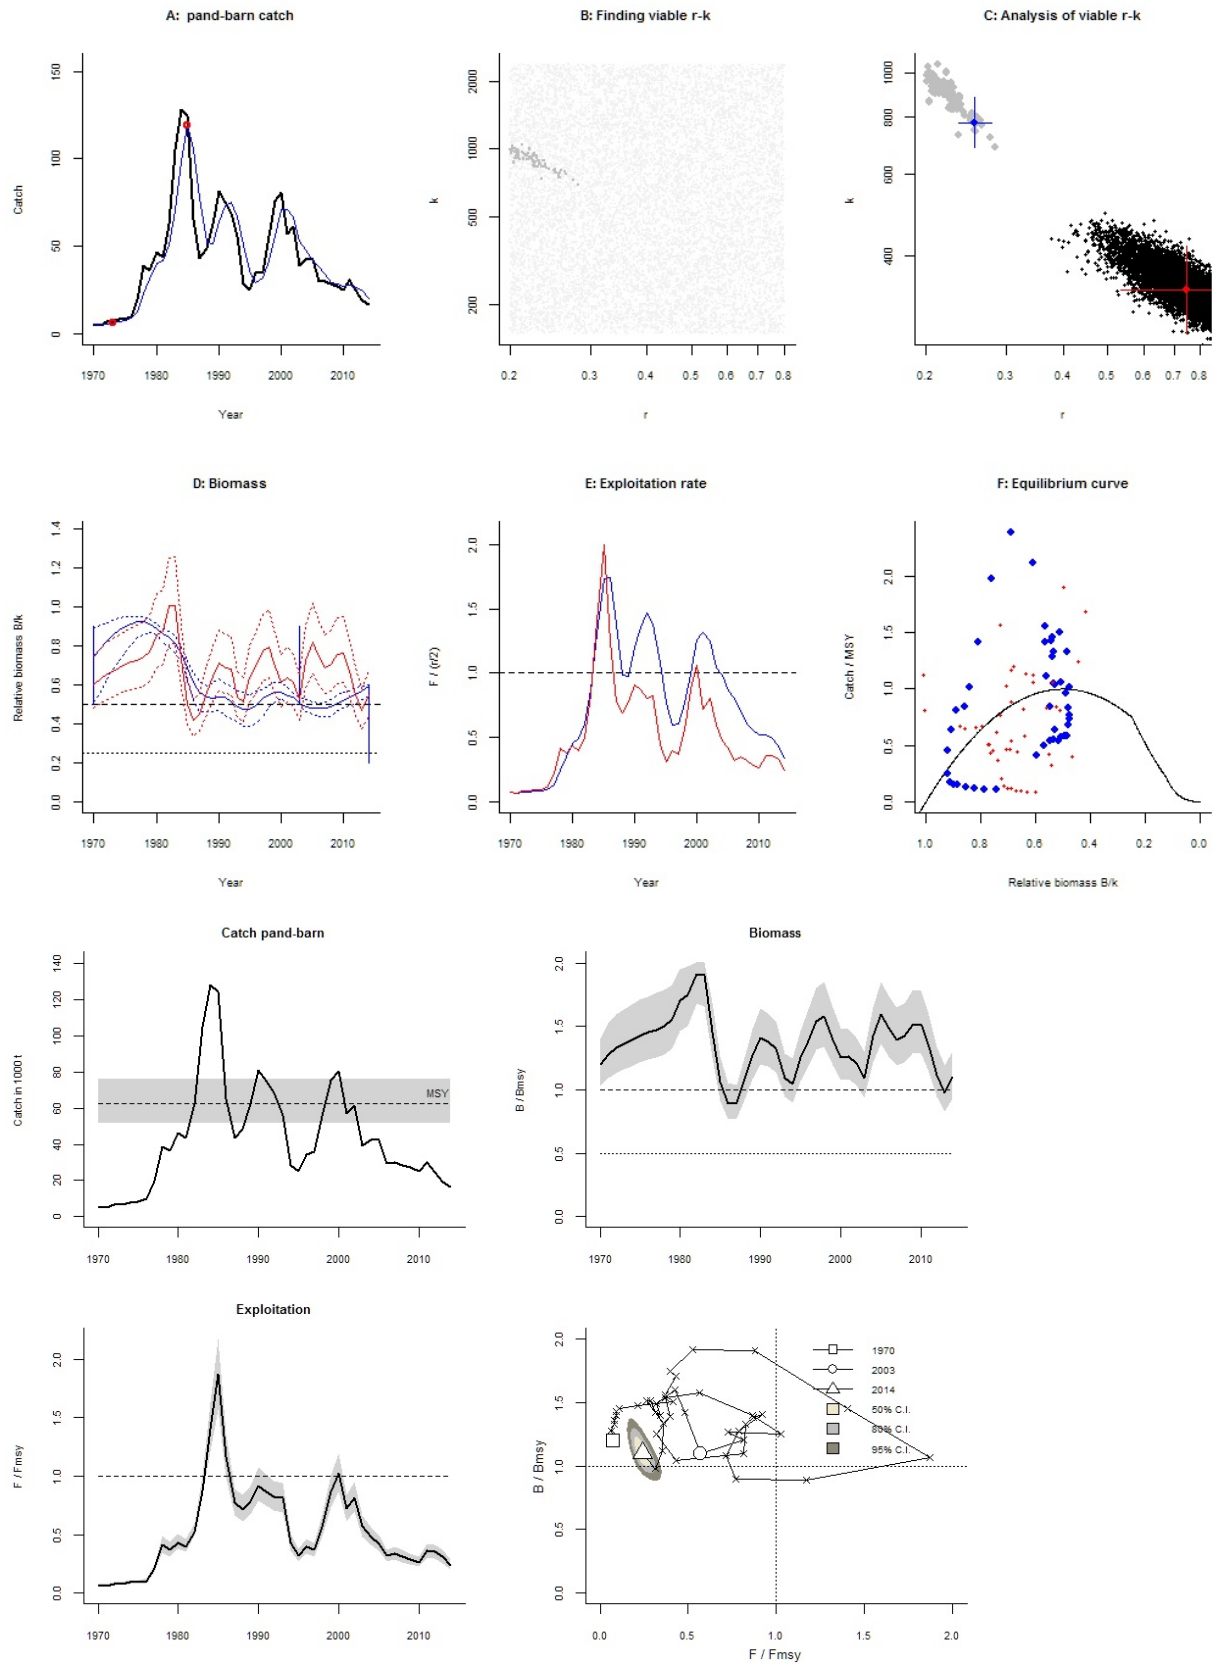 A: pand-barn catch
B: Finding viable r-k
C: Analysis of viable r-k
Catch
0 50 100 150
1970 1980 1990 2000 2010
Year
k
200 500 1000 2000
0.2 0.3 0.4 0.5 0.6 0.7 0.8
r
k
400 600 800 1000
0.2 0.3 0.4 0.5 0.6 0.7 0.8
r
D: Biomass
E: Exploitation rate
F: Equilibrium curve
Relative biomass B/k
0.0 0.2 0.4 0.6 0.8 1.0 1.2 1.4
1970 1980 1990 2000 2010
Year
F / (r/2)
0.0 0.5 1.0 1.5 2.0
1970 1980 1990 2000 2010
Year
Catch / MSY
0.0 0.5 1.0 1.5 2.0
1.0 0.8 0.6 0.4 0.2 0.0
Relative biomass B/k
Catch pand-barn
Catch in 1000 t
0 20 40 60 80 100 120 140
MSY
1970 1980 1990 2000 2010
Biomass
B / Bmsy
0.0 0.5 1.0 1.5 2.0
1970 1980 1990 2000 2010
Exploitation
F / Fmsy
0.0 0.5 1.0 1.5 2.0
1970 1980 1990 2000 2010
B / Bmsy
0.0 0.5 1.0 1.5 2.0
1970
2003
2014
50% C.I.
80% C.I.
95% C.I.
0.0 0.5 1.0 1.5 2.0
F / Fmsy